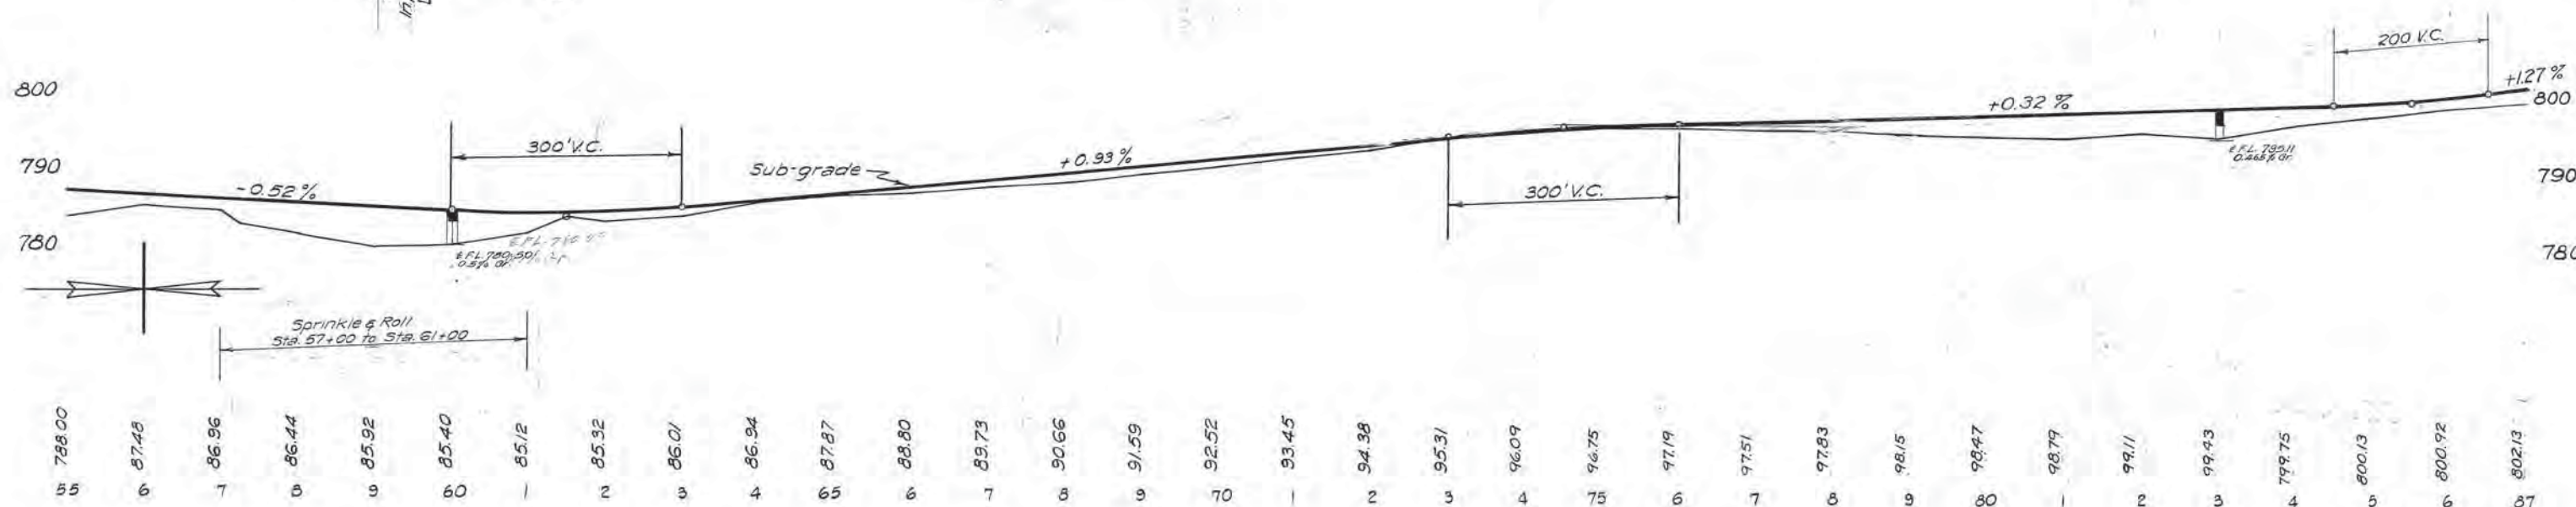 200 V.C.
+1.27 %
800
800
+0.32 %
300' V.C.
790
Sub-grade
+0.93 %
-0.52 %
300' V.C.
790
780
780
0.5% Gr.
Sprinkle & Roll
Sta. 57+00 to Sta. 61+00
788.00 87.48 86.96 86.44 85.92 85.40 85.12 85.32 86.01 86.94 87.87 88.80 89.73 90.66 91.59 92.52 93.45 94.38 95.31 96.09 96.75 97.19 97.51 97.83 98.15 98.47 98.79 99.11 99.43 799.75 800.13 800.92 802.13
55 6 7 8 9 60 1 2 3 4 65 6 7 8 9 70 1 2 3 4 75 6 7 8 9 80 1 2 3 4 5 6 87